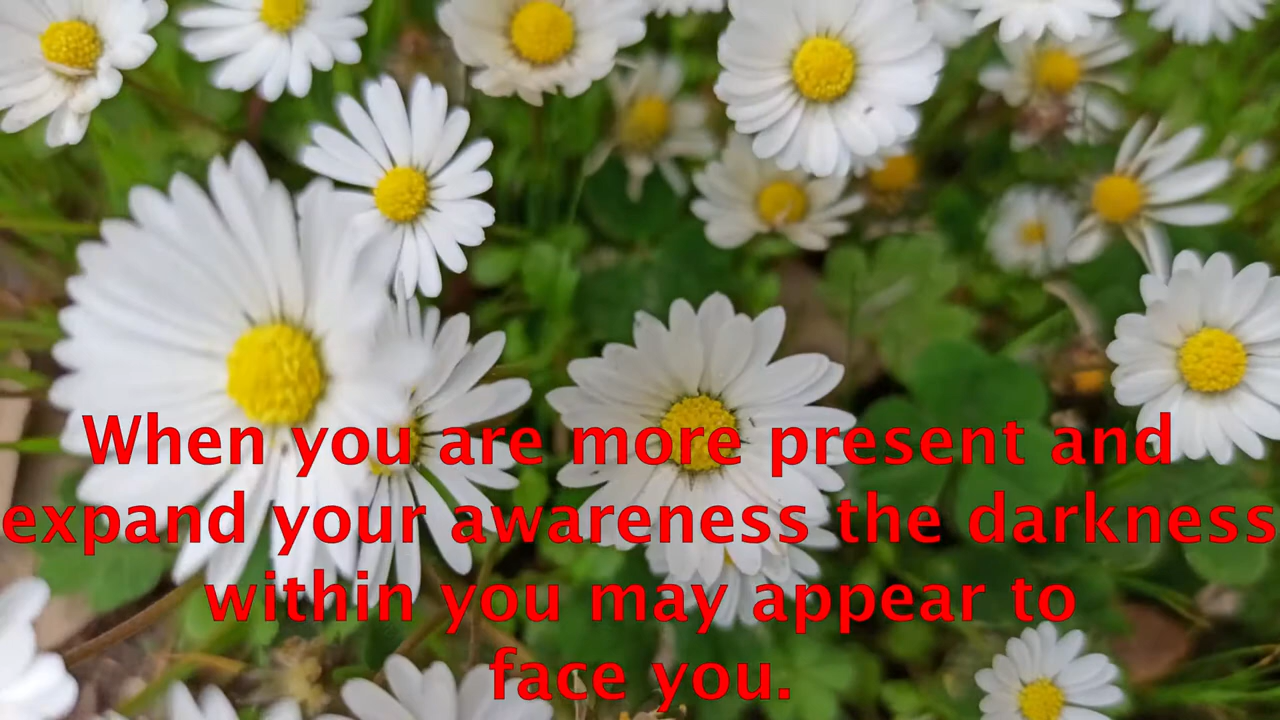 When you are more present and
expand your awareness the darkness
within you may appear to
face you.